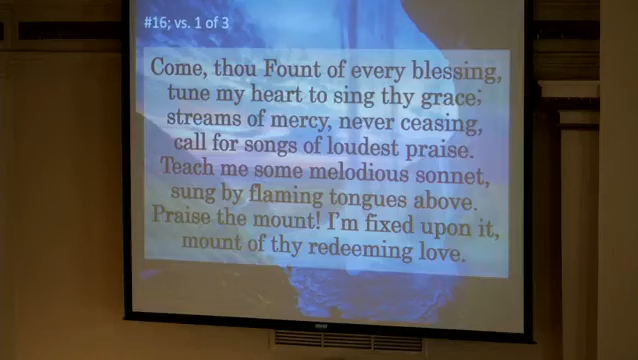 #16; vs. 1 of 3
Come, thou Fount of every blessing,
tune my heart to sing thy grace;
streams of mercy, never ceasing,
call for songs of loudest praise.
Teach me some melodious sonnet,
sung by flaming tongues above.
Praise the mount! I'm fixed upon it,
mount of thy redeeming love.